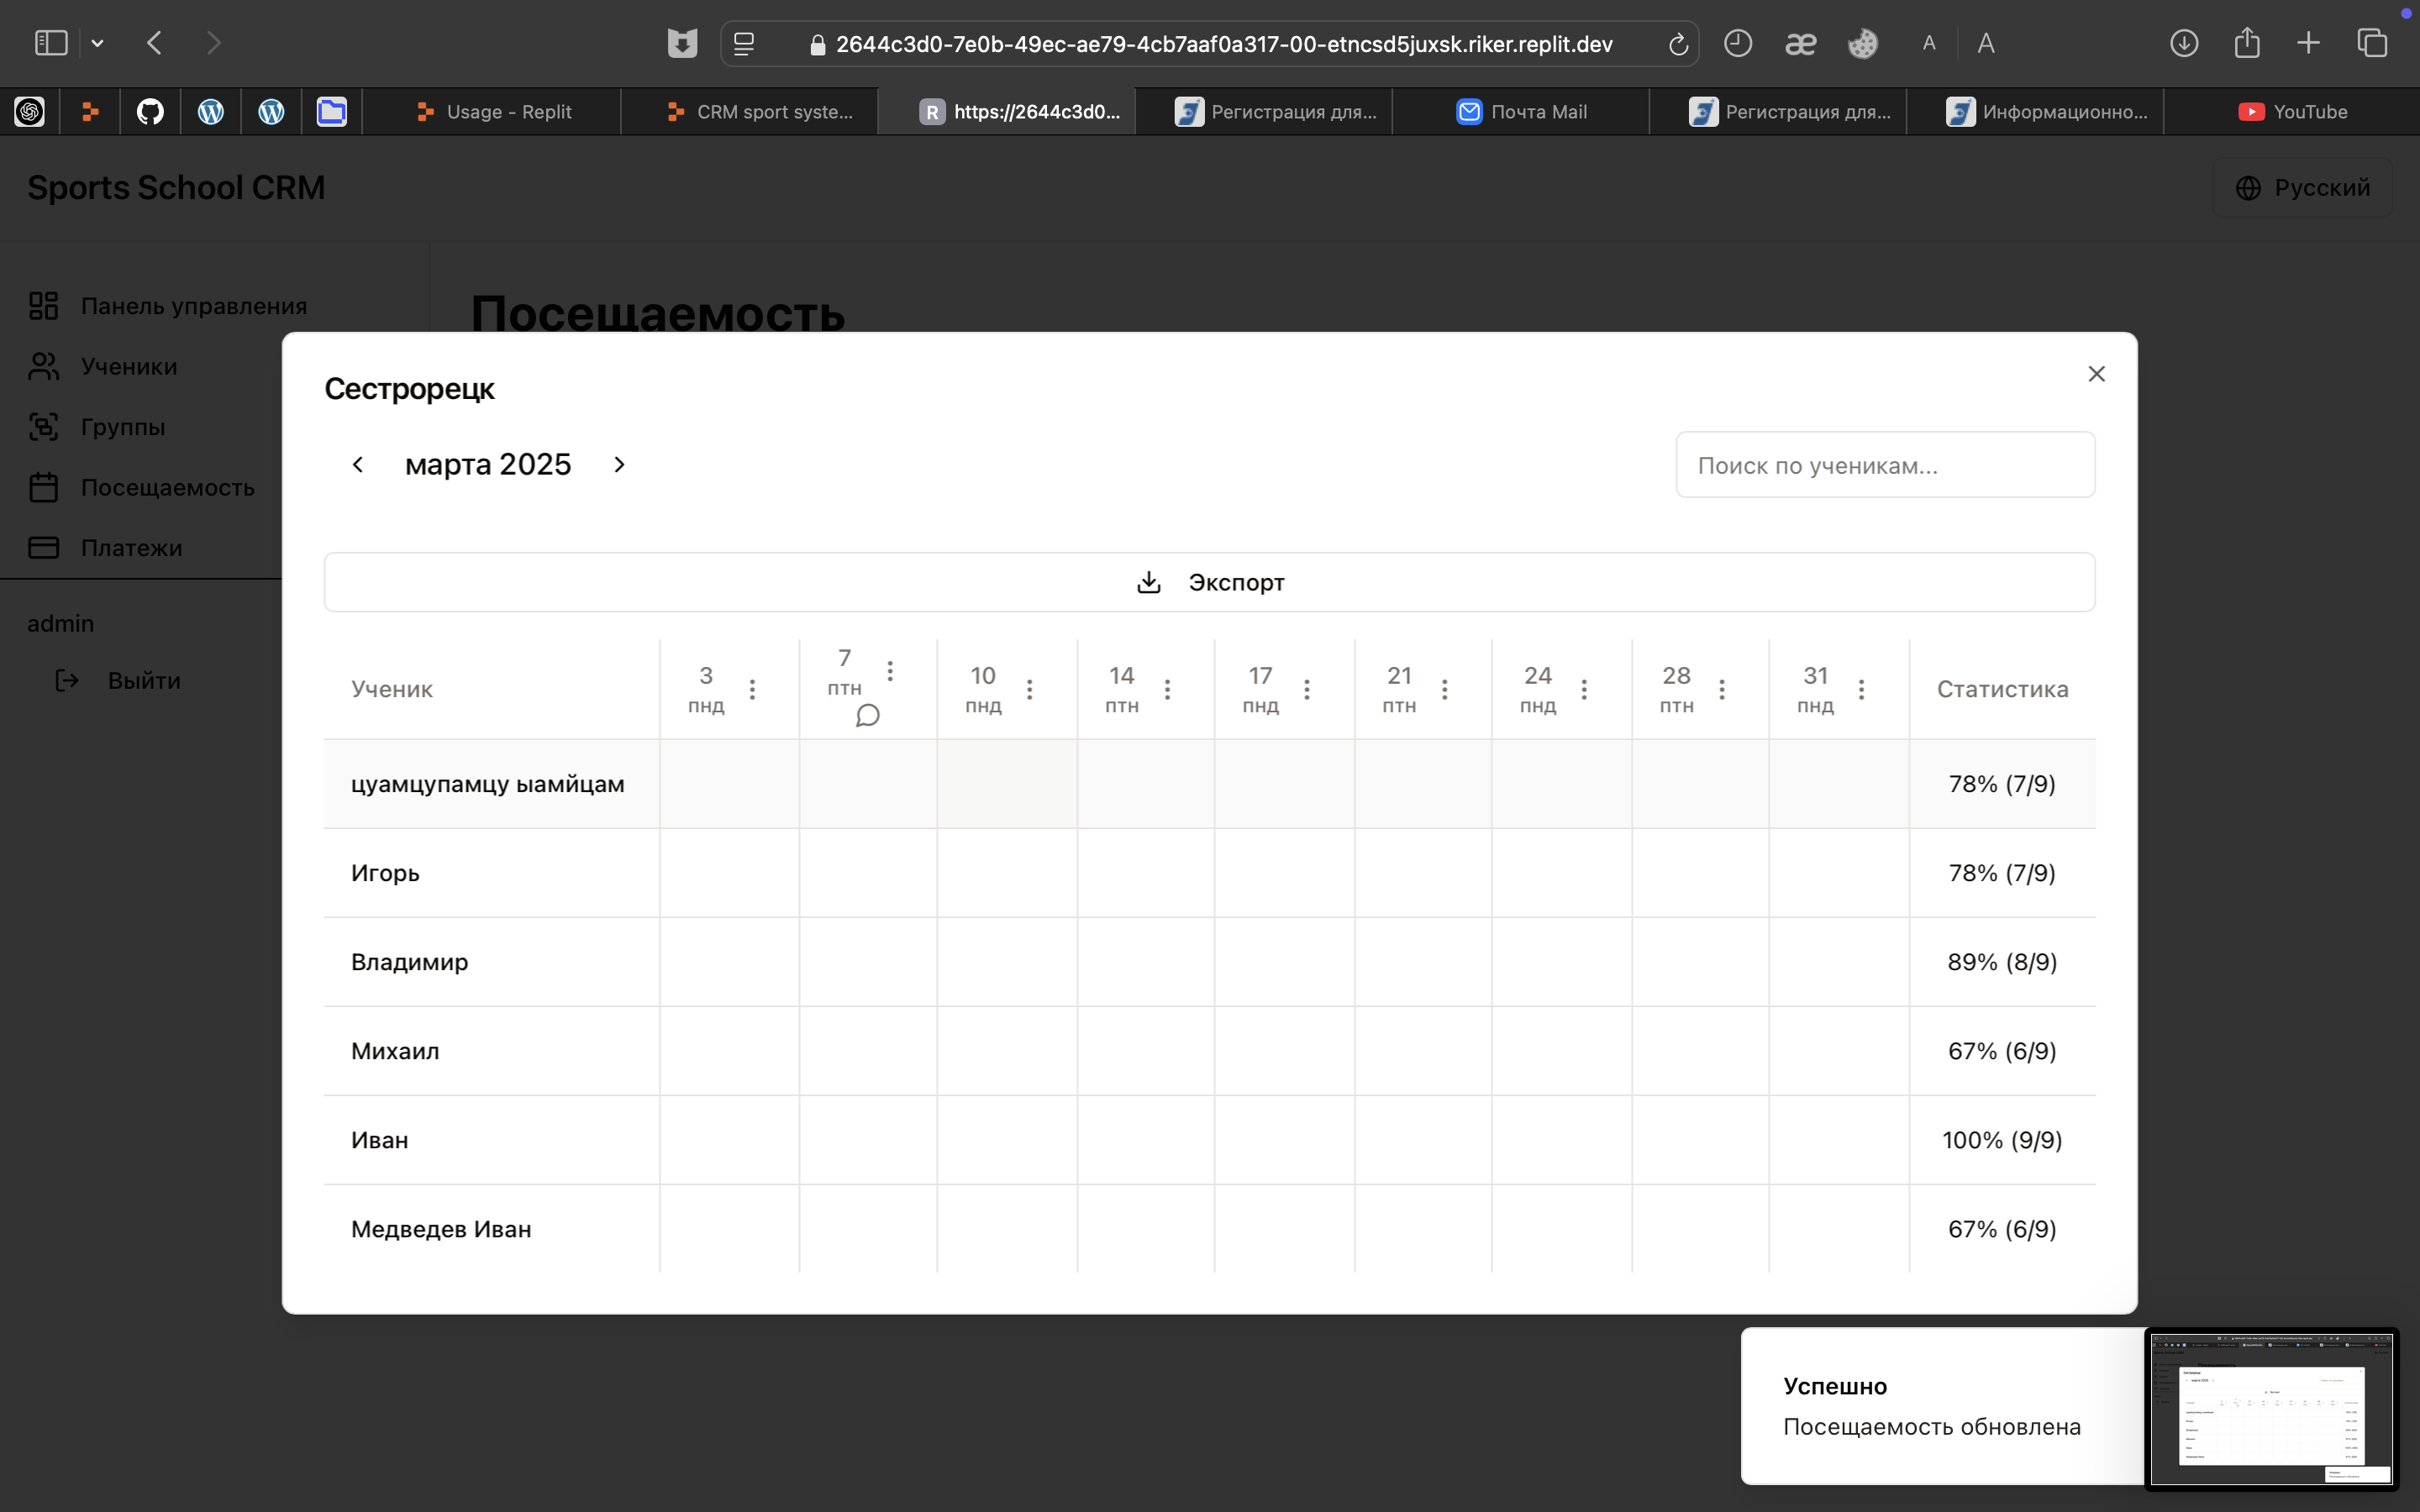 2644c3d0-7e0b-49ec-ae79-4cb7aaf0a317-00-etncsd5juxsk.riker.replit.dev
A A
Usage - Replit
CRM sport syste...
R https://2644c3d0...
Регистрация для...
Почта Mail
Регистрация для...
Информационно...
YouTube
Sports School CRM
Русский
Панель управления
Ученики
Группы
Посещаемость
Платежи
admin
Выйти
Посещаемость
Сестрорецк
марта 2025
Поиск по ученикам...
Экспорт
Ученик 3 пнд 7 птн 10 пнд 14 птн 17 пнд 21 птн 24 пнд 28 птн 31 пнд Статистика
цуамцупамцу ыамйцам 78% (7/9)
Игорь 78% (7/9)
Владимир 89% (8/9)
Михаил 67% (6/9)
Иван 100% (9/9)
Медведев Иван 67% (6/9)
Успешно
Посещаемость обновлена